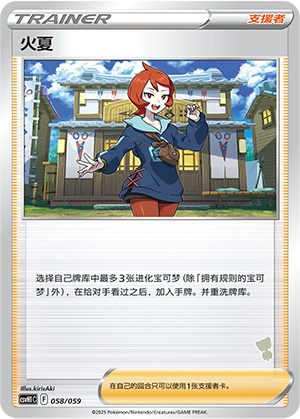 TRAINER
支援者
火夏
选择自己牌库中最多3张进化宝可梦(除「拥有规则的宝可
梦」外),在给对手看过之后,加入手牌。并重洗牌库。
Illus.kirisAki
F
058/059
在自己的回合只可以使用1张支援者卡。
©2025 Pokémon/Nintendo/Creatures/GAME FREAK.